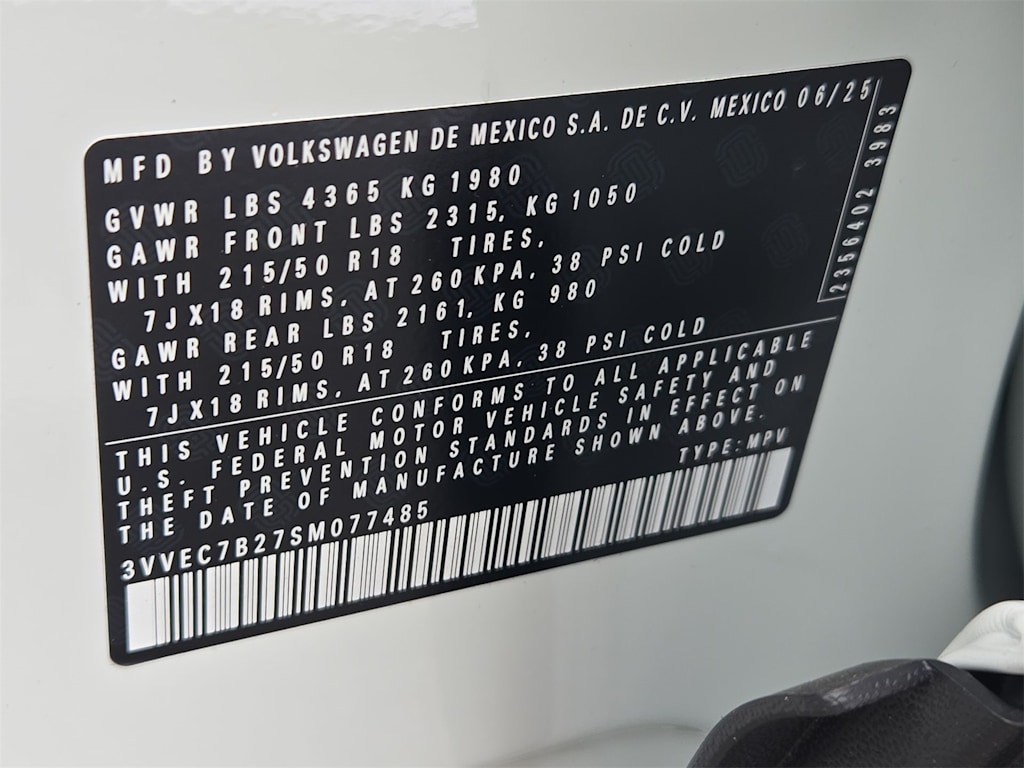 MFD BY VOLKSWAGEN DE MEXICO S.A. DE C.V. MEXICO 06/25
GVWR LBS 4365 KG 1980
GAWR FRONT LBS 2315, KG 1050
WITH 215/50 R18 TIRES,
7JX18 RIMS, AT 260 KPA, 38 PSI COLD
GAWR REAR LBS 2161, KG 980
WITH 215/50 R18 TIRES,
7JX18 RIMS, AT 260 KPA, 38 PSI COLD
THIS VEHICLE CONFORMS TO ALL APPLICABLE
U.S. FEDERAL MOTOR VEHICLE SAFETY AND
THEFT PREVENTION STANDARDS IN EFFECT ON
THE DATE OF MANUFACTURE SHOWN ABOVE.
TYPE: MPV
3VVEC7B27SM077485
2356402 3983